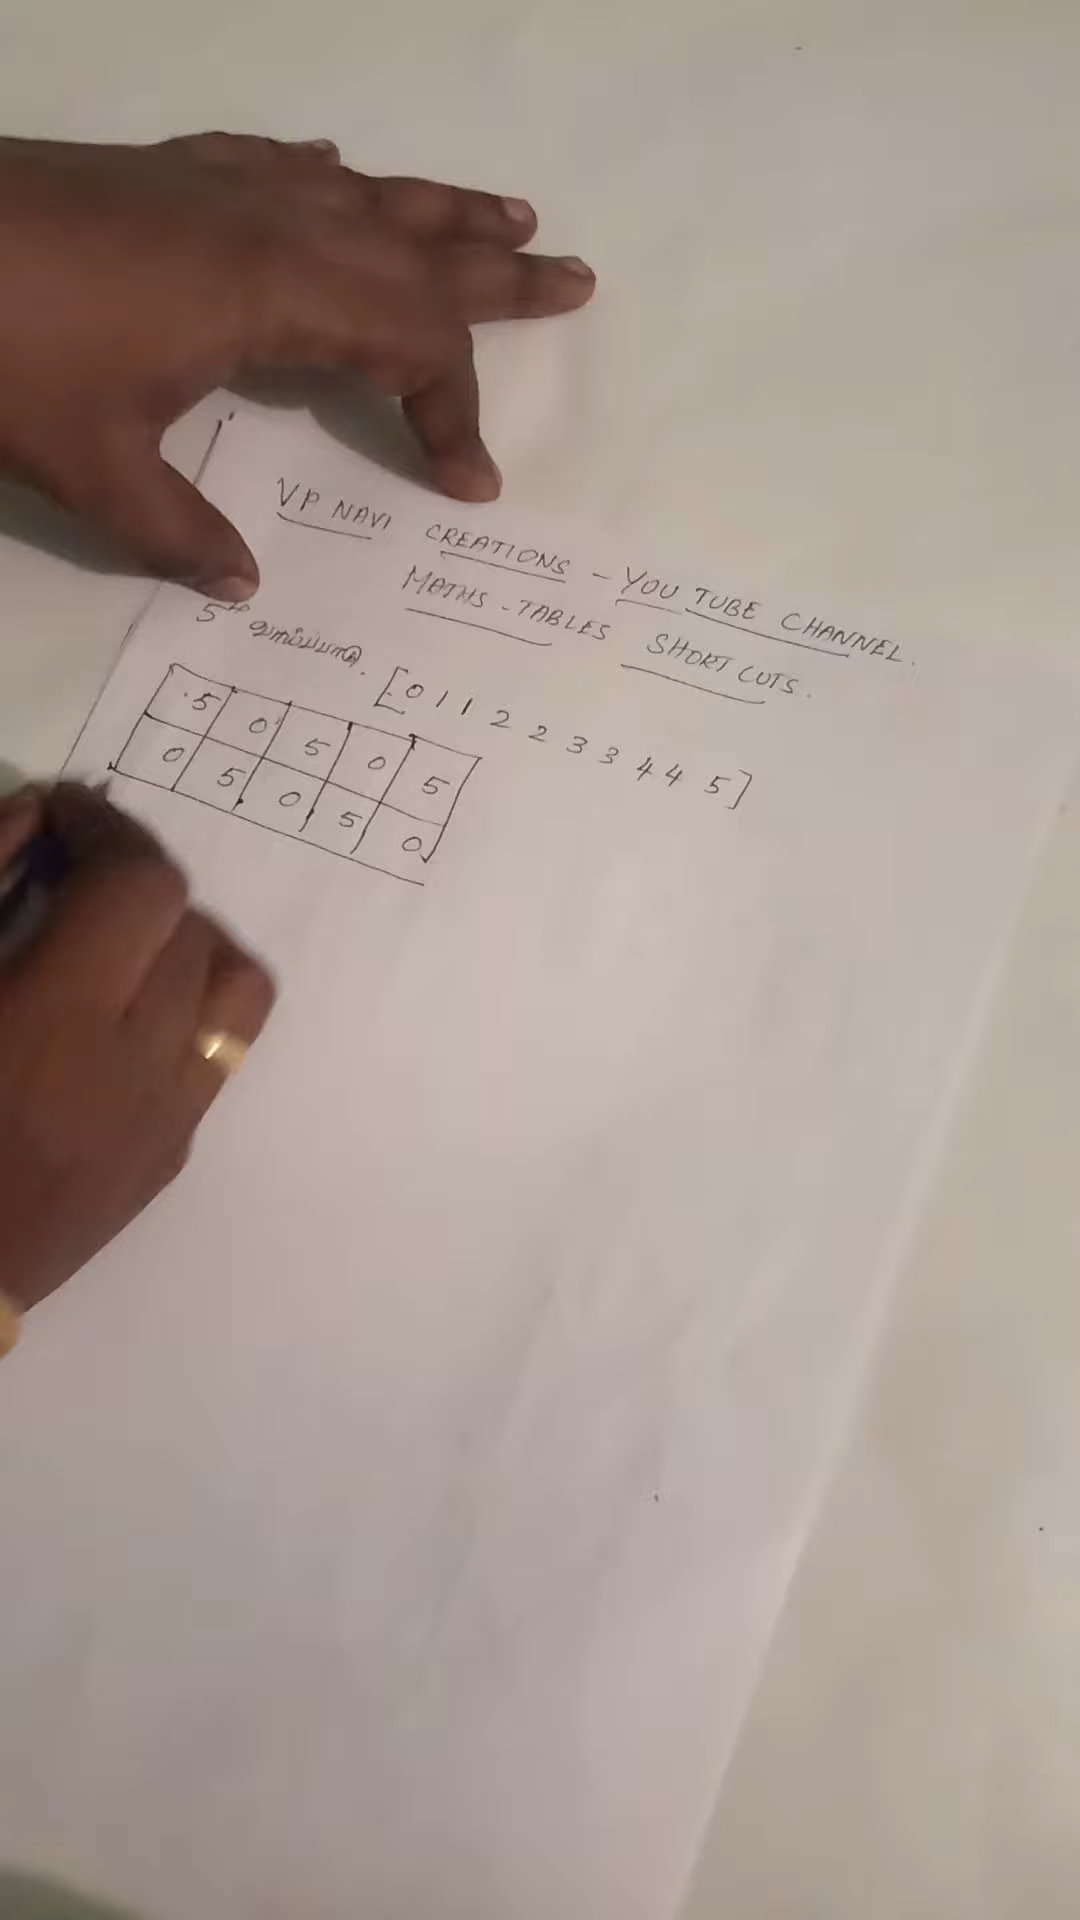 VP NAVI CREATIONS - YOU TUBE CHANNEL.
MATHS - TABLES SHORT CUTS.
5ம் வாய்ப்பாடு. [0 1 1 2 2 3 3 4 4 5]
5 0 5 0 5
0 5 0 5 0